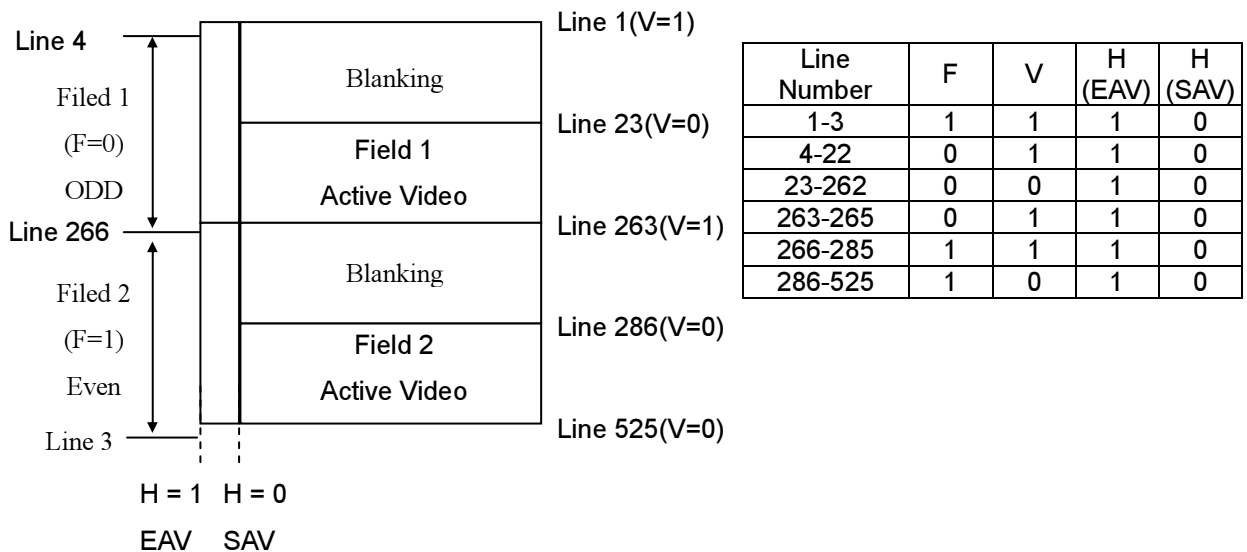 Line 1(V=1)
Line 4
Blanking
Filed 1
(F=0)
ODD
Line 23(V=0)
Field 1
Active Video
Line 266
Line 263(V=1)
Blanking
Filed 2
(F=1)
Even
Line 286(V=0)
Field 2
Active Video
Line 3
Line 525(V=0)
H = 1 H = 0
EAV SAV
Line Number F V H (EAV) H (SAV)
1-3 1 1 1 0
4-22 0 1 1 0
23-262 0 0 1 0
263-265 0 1 1 0
266-285 1 1 1 0
286-525 1 0 1 0